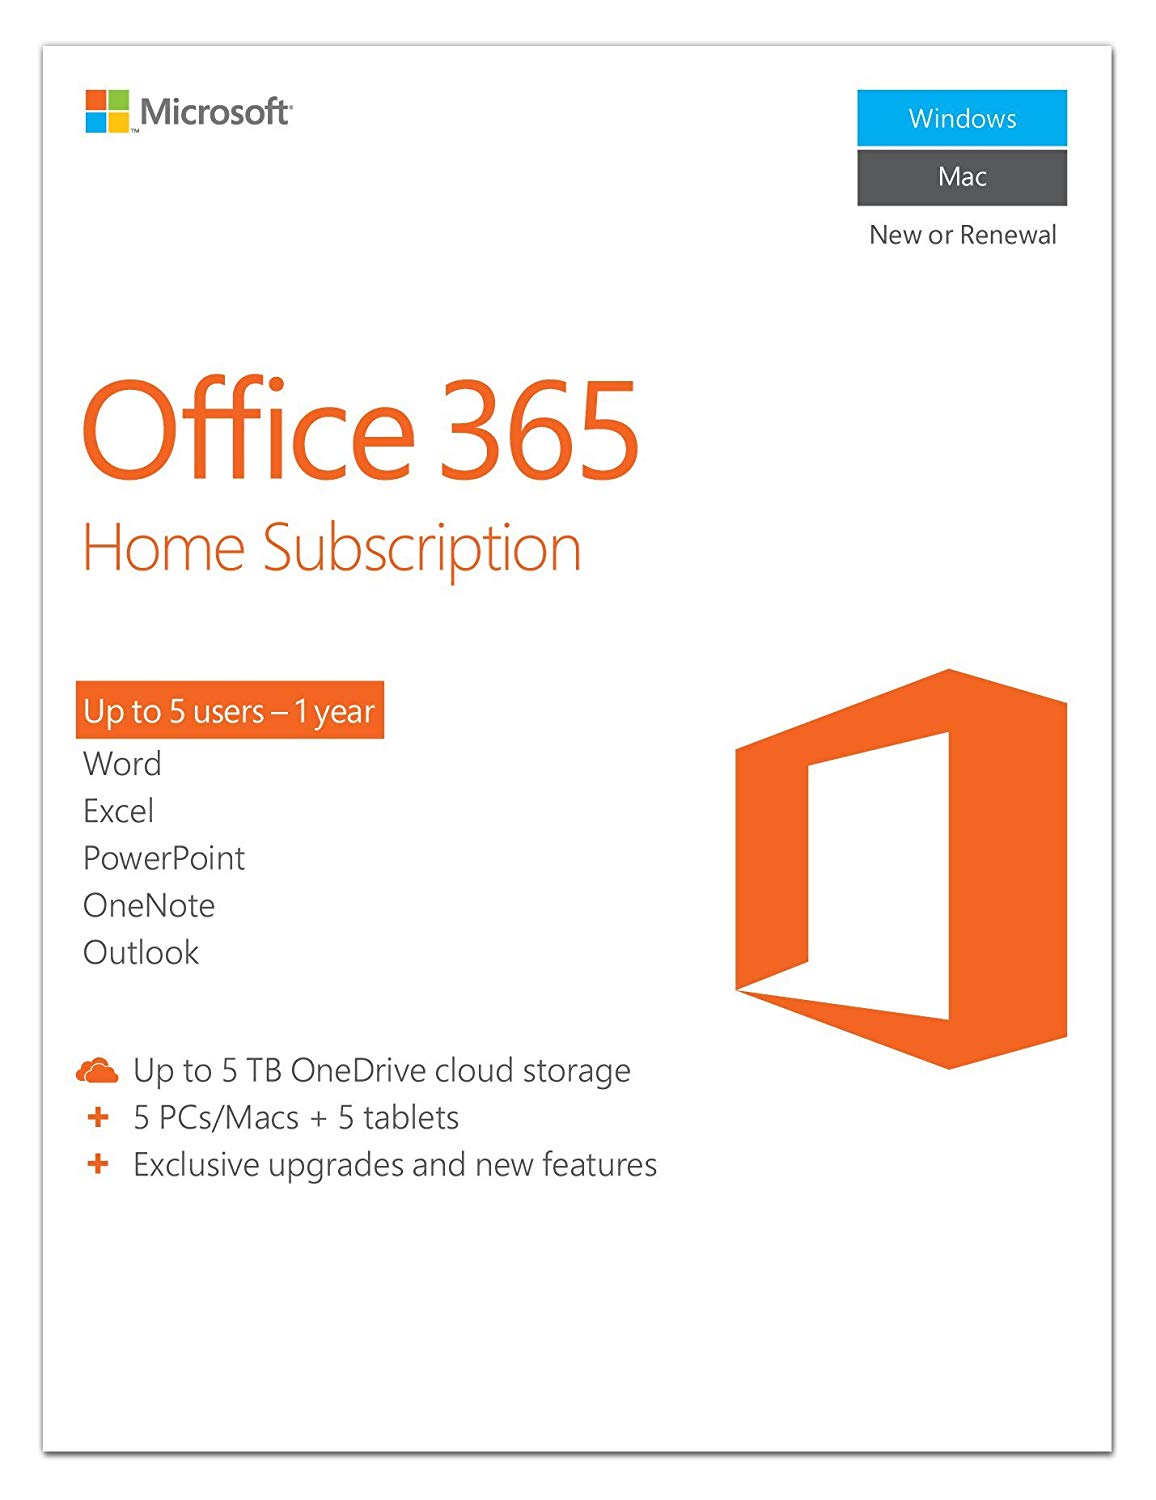 Microsoft
Windows
Mac
New or Renewal
Office 365
Home Subscription
Up to 5 users – 1 year
Word
Excel
PowerPoint
OneNote
Outlook
Up to 5 TB OneDrive cloud storage
+ 5 PCs/Macs + 5 tablets
+ Exclusive upgrades and new features